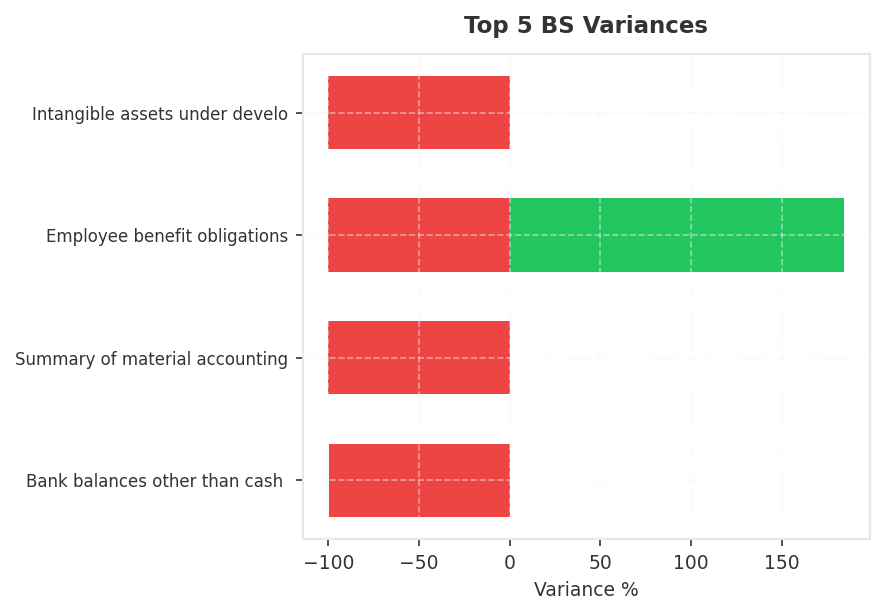 Top 5 BS Variances
Intangible assets under develo
Employee benefit obligations
Summary of material accounting
Bank balances other than cash
−100 −50 0 50 100 150
Variance %